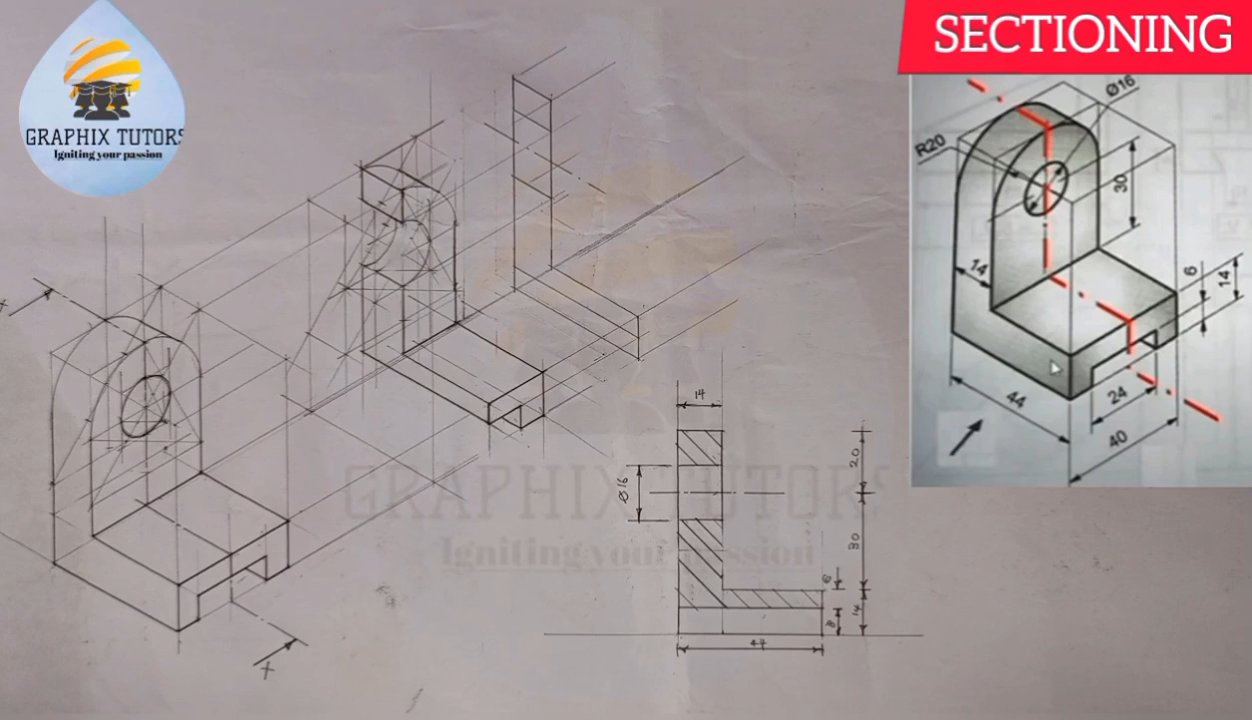 SECTIONING
GRAPHIX TUTORS
Igniting your passion
Ø16
R20
30
14
6
14
44
24
40
X
X
14
Ø16
20
30
6
14
8
44
GRAPHIX TUTORS
Igniting your passion